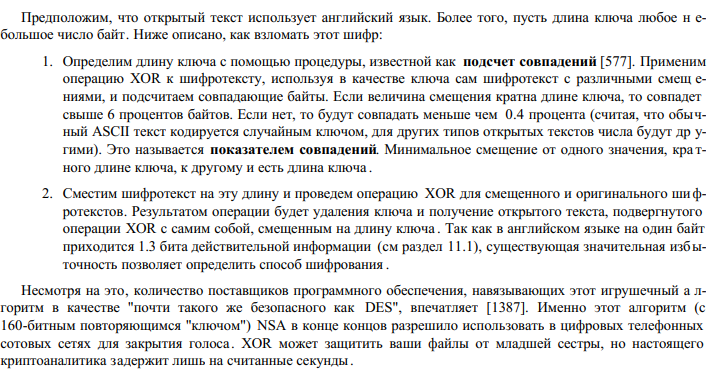 Предположим, что открытый текст использует английский язык. Более того, пусть длина ключа любое н е-
большое число байт. Ниже описано, как взломать этот шифр:
1. Определим длину ключа с помощью процедуры, известной как подсчет совпадений [577]. Применим
операцию XOR к шифротексту, используя в качестве ключа сам шифротекст с различными смещ е-
ниями, и подсчитаем совпадающие байты. Если величина смещения кратна длине ключа, то совпадет
свыше 6 процентов байтов. Если нет, то будут совпадать меньше чем 0.4 процента (считая, что обыч-
ный ASCII текст кодируется случайным ключом, для других типов открытых текстов числа будут др у-
гими). Это называется показателем совпадений. Минимальное смещение от одного значения, кра т-
ного длине ключа, к другому и есть длина ключа .
2. Сместим шифротекст на эту длину и проведем операцию XOR для смещенного и оригинального ши ф-
ротекстов. Результатом операции будет удаления ключа и получение открытого текста, подвергнутого
операции XOR с самим собой, смещенным на длину ключа . Так как в английском языке на один байт
приходится 1.3 бита действительной информации (см раздел 11.1), существующая значительная избы-
точность позволяет определить способ шифрования .
Несмотря на это, количество поставщиков программного обеспечения, навязывающих этот игрушечный а л-
горитм в качестве "почти такого же безопасного как DES", впечатляет [1387]. Именно этот алгоритм (с
160-битным повторяющимся "ключом") NSA в конце концов разрешило использовать в цифровых телефонных
сотовых сетях для закрытия голоса. XOR может защитить ваши файлы от младшей сестры, но настоящего
криптоаналитика задержит лишь на считанные секунды .